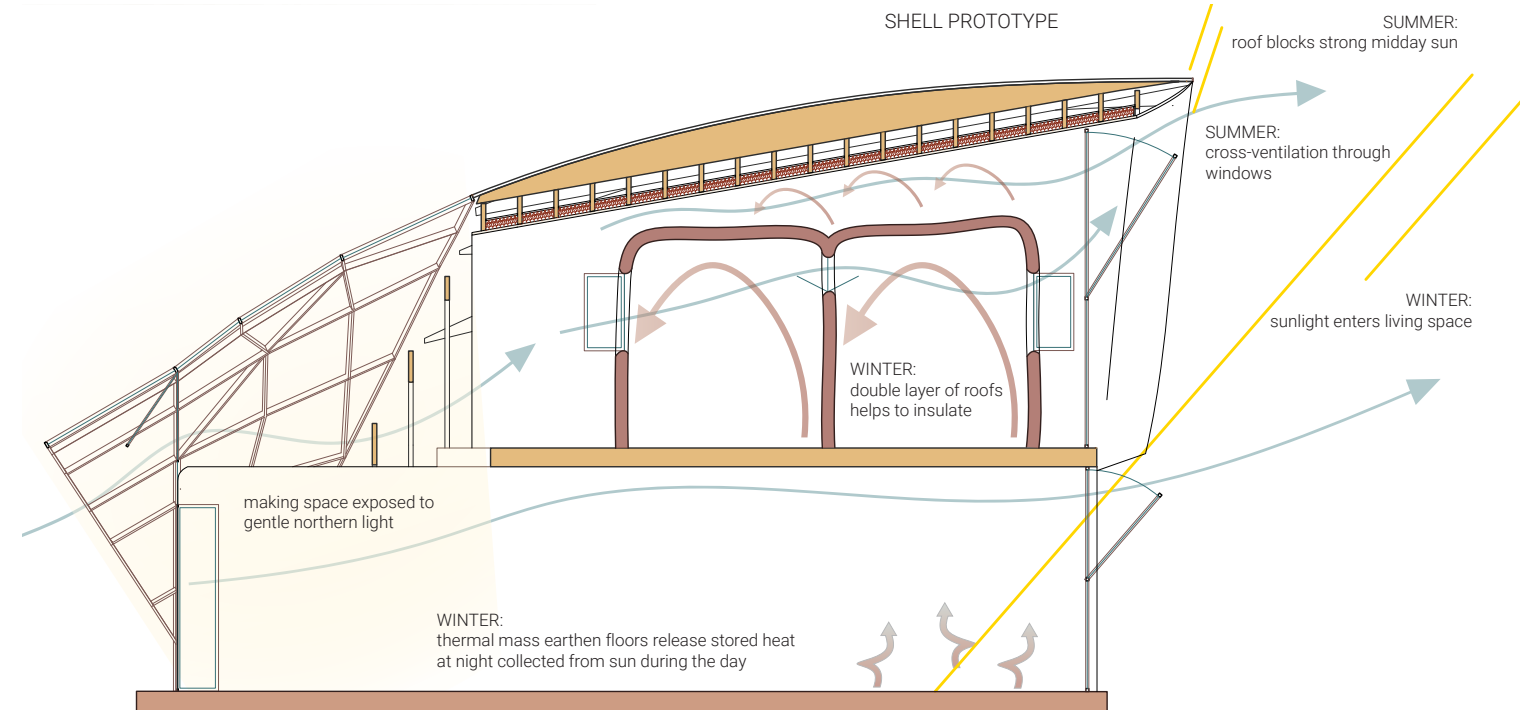 SHELL PROTOTYPE
SUMMER:
roof blocks strong midday sun
SUMMER:
cross-ventilation through
windows
WINTER:
sunlight enters living space
WINTER:
double layer of roofs
helps to insulate
making space exposed to
gentle northern light
WINTER:
thermal mass earthen floors release stored heat
at night collected from sun during the day